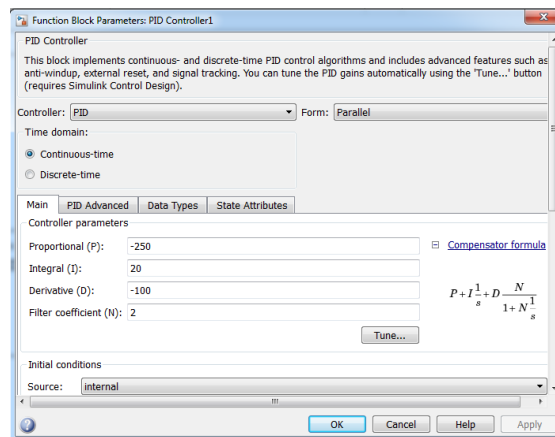 Function Block Parameters: PID Controller1
PID Controller
This block implements continuous- and discrete-time PID control algorithms and includes advanced features such as
anti-windup, external reset, and signal tracking. You can tune the PID gains automatically using the 'Tune...' button
(requires Simulink Control Design).
Controller: PID Form: Parallel
Time domain:
Continuous-time
Discrete-time
Main PID Advanced Data Types State Attributes
Controller parameters
Proportional (P): -250 Compensator formula
Integral (I): 20
Derivative (D): -100
Filter coefficient (N): 2
P + I 1/s + D N/(1 + N 1/s)
Tune...
Initial conditions
Source: internal
OK Cancel Help Apply